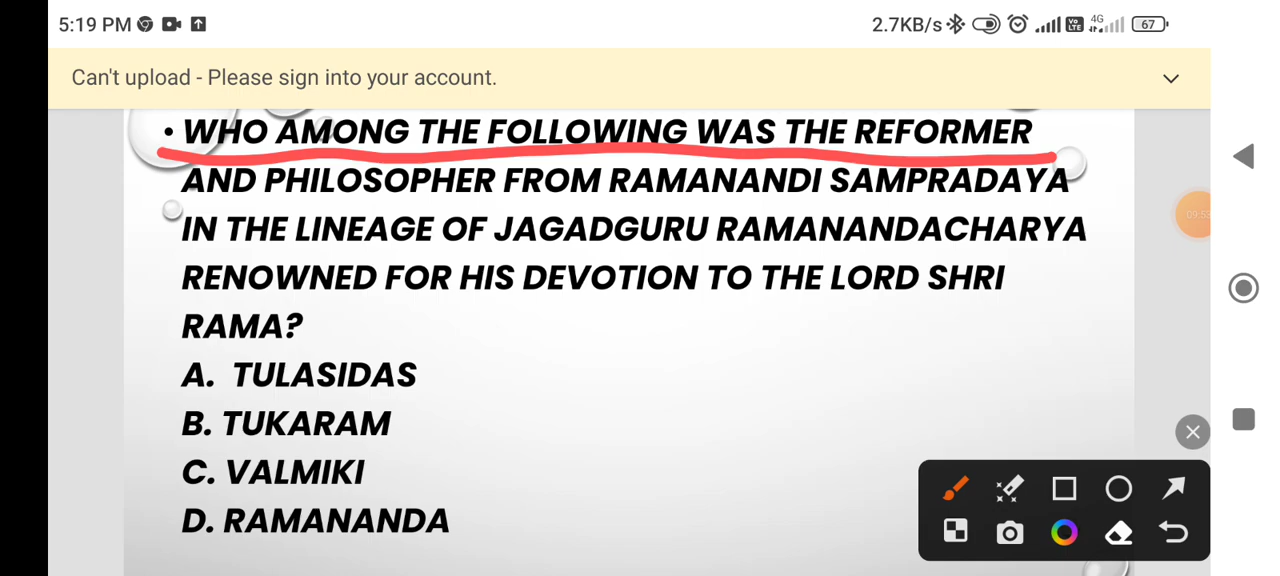 5:19 PM
2.7KB/s
4G
Vo
LTE
67
Can't upload - Please sign into your account.
• WHO AMONG THE FOLLOWING WAS THE REFORMER
AND PHILOSOPHER FROM RAMANANDI SAMPRADAYA
IN THE LINEAGE OF JAGADGURU RAMANANDACHARYA
RENOWNED FOR HIS DEVOTION TO THE LORD SHRI
RAMA?
A. TULASIDAS
B. TUKARAM
C. VALMIKI
D. RAMANANDA